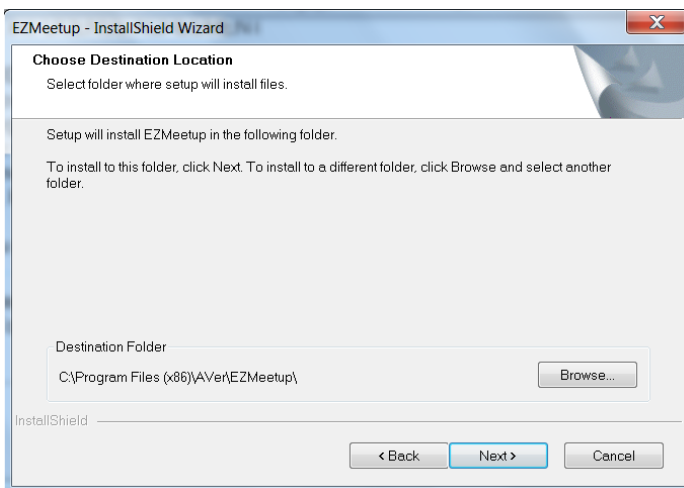 EZMeetup - InstallShield Wizard
Choose Destination Location
Select folder where setup will install files.
Setup will install EZMeetup in the following folder.
To install to this folder, click Next. To install to a different folder, click Browse and select another
folder.
Destination Folder
C:\Program Files (x86)\AVer\EZMeetup\
Browse...
InstallShield
< Back
Next >
Cancel